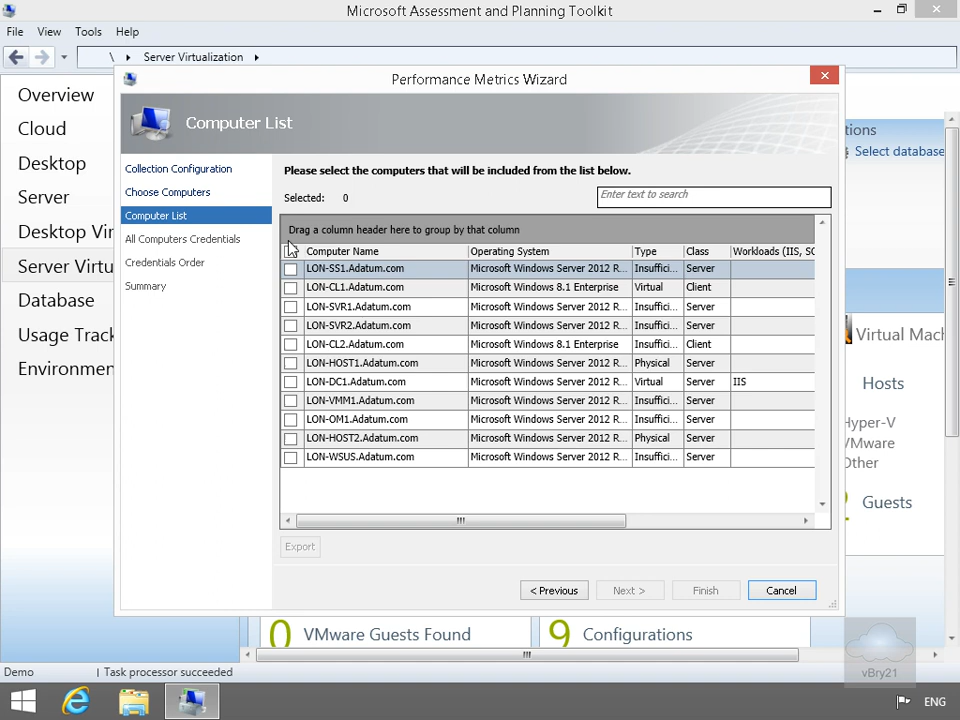 Microsoft Assessment and Planning Toolkit
File View Tools Help
\ Server Virtualization
Overview
Cloud
Desktop
Server
Desktop Vir
Server Virtu
Database
Usage Track
Environmen
Performance Metrics Wizard
Computer List
Collection Configuration
Choose Computers
Computer List
All Computers Credentials
Credentials Order
Summary
Please select the computers that will be included from the list below.
Selected: 0
Enter text to search
Drag a column header here to group by that column
Computer Name Operating System Type Class Workloads (IIS, SC
LON-SS1.Adatum.com Microsoft Windows Server 2012 R... Insuffici... Server
LON-CL1.Adatum.com Microsoft Windows 8.1 Enterprise Virtual Client
LON-SVR1.Adatum.com Microsoft Windows Server 2012 R... Insuffici... Server
LON-SVR2.Adatum.com Microsoft Windows Server 2012 R... Insuffici... Server
LON-CL2.Adatum.com Microsoft Windows 8.1 Enterprise Insuffici... Client
LON-HOST1.Adatum.com Microsoft Windows Server 2012 R... Physical Server
LON-DC1.Adatum.com Microsoft Windows Server 2012 R... Virtual Server IIS
LON-VMM1.Adatum.com Microsoft Windows Server 2012 R... Insuffici... Server
LON-OM1.Adatum.com Microsoft Windows Server 2012 R... Insuffici... Server
LON-HOST2.Adatum.com Microsoft Windows Server 2012 R... Physical Server
LON-WSUS.Adatum.com Microsoft Windows Server 2012 R... Insuffici... Server
Export
< Previous Next > Finish Cancel
tions
Select database
Virtual Mach
Hosts
Hyper-V
VMware
Other
Guests
0 VMware Guests Found
9 Configurations
Demo Task processor succeeded
vBry21
ENG